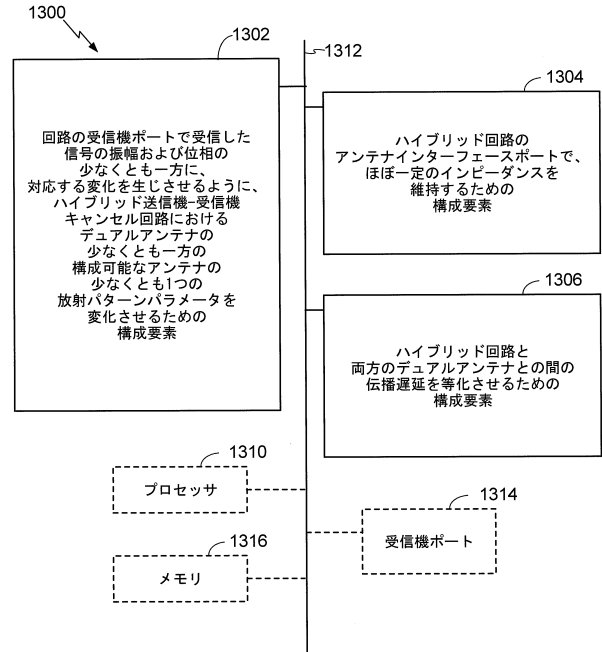 1300
1302
1312
回路の受信機ポートで受信した
信号の振幅および位相の
少なくとも一方に、
対応する変化を生じさせるように、
ハイブリッド送信機-受信機
キャンセル回路における
デュアルアンテナの
少なくとも一方の
構成可能なアンテナの
少なくとも1つの
放射パターンパラメータを
変化させるための
構成要素
1304
ハイブリッド回路の
アンテナインターフェースポートで、
ほぼ一定のインピーダンスを
維持するための
構成要素
1306
ハイブリッド回路と
両方のデュアルアンテナとの間の
伝播遅延を等化させるための
構成要素
1310
プロセッサ
1314
受信機ポート
1316
メモリ